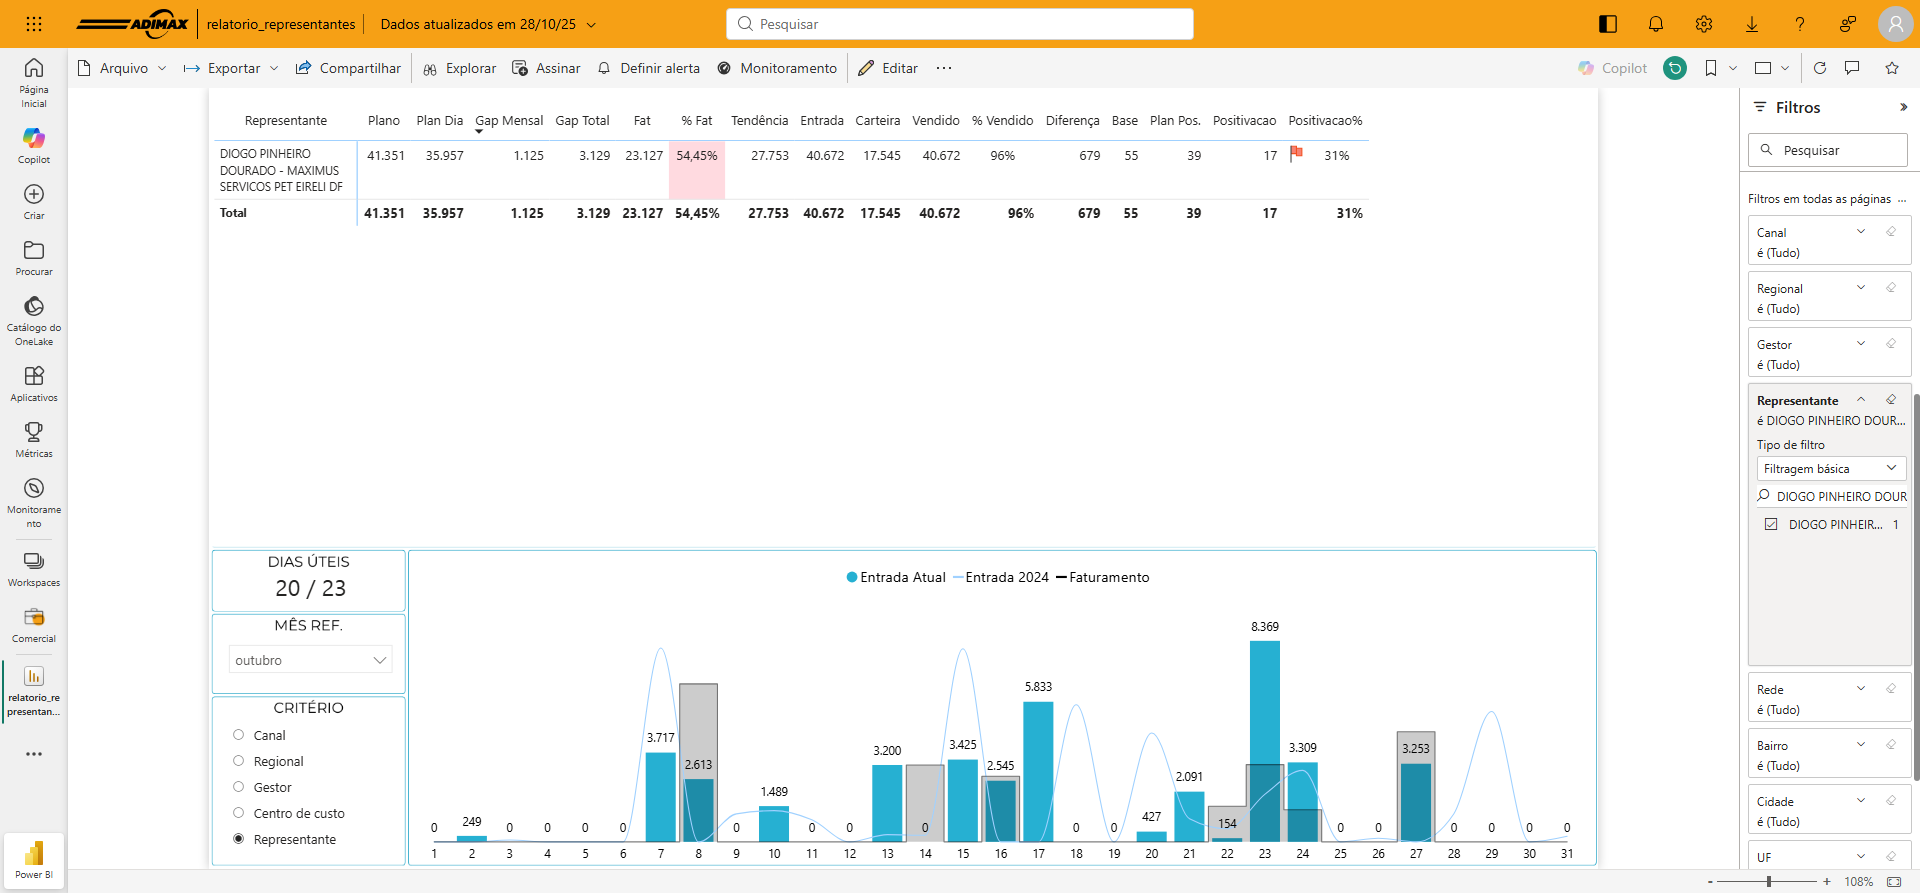 ADIMAX
relatorio_representantes
Dados atualizados em 28/10/25
Pesquisar
?
Arquivo
Exportar
Compartilhar
Explorar
Assinar
Definir alerta
Monitoramento
Editar
...
Copilot
Página
Inicial
Copilot
Criar
Procurar
Catálogo do
OneLake
Aplicativos
Métricas
Monitorame
nto
Workspaces
Comercial
relatorio_re
presentan...
...
Power BI
Representante Plano Plan Dia Gap Mensal Gap Total Fat % Fat Tendência Entrada Carteira Vendido % Vendido Diferença Base Plan Pos. Positivacao Positivacao%
DIOGO PINHEIRO
DOURADO - MAXIMUS
SERVICOS PET EIRELI DF
41.351 35.957 1.125 3.129 23.127 54,45% 27.753 40.672 17.545 40.672 96% 679 55 39 17 31%
Total 41.351 35.957 1.125 3.129 23.127 54,45% 27.753 40.672 17.545 40.672 96% 679 55 39 17 31%
DIAS ÚTEIS
20 / 23
MÊS REF.
outubro
CRITÉRIO
Canal
Regional
Gestor
Centro de custo
Representante
Entrada Atual Entrada 2024 Faturamento
0 249 0 0 0 0 3.717 2.613 0 1.489 0 0 3.200 0 3.425 2.545 5.833 0 0 427 2.091 154 8.369 3.309 0 0 3.253 0 0 0 0
1 2 3 4 5 6 7 8 9 10 11 12 13 14 15 16 17 18 19 20 21 22 23 24 25 26 27 28 29 30 31
Filtros
Pesquisar
Filtros em todas as páginas ...
Canal
é (Tudo)
Regional
é (Tudo)
Gestor
é (Tudo)
Representante
é DIOGO PINHEIRO DOUR...
Tipo de filtro
Filtragem básica
DIOGO PINHEIRO DOUR
DIOGO PINHEIR... 1
Rede
é (Tudo)
Bairro
é (Tudo)
Cidade
é (Tudo)
UF
- + 108%